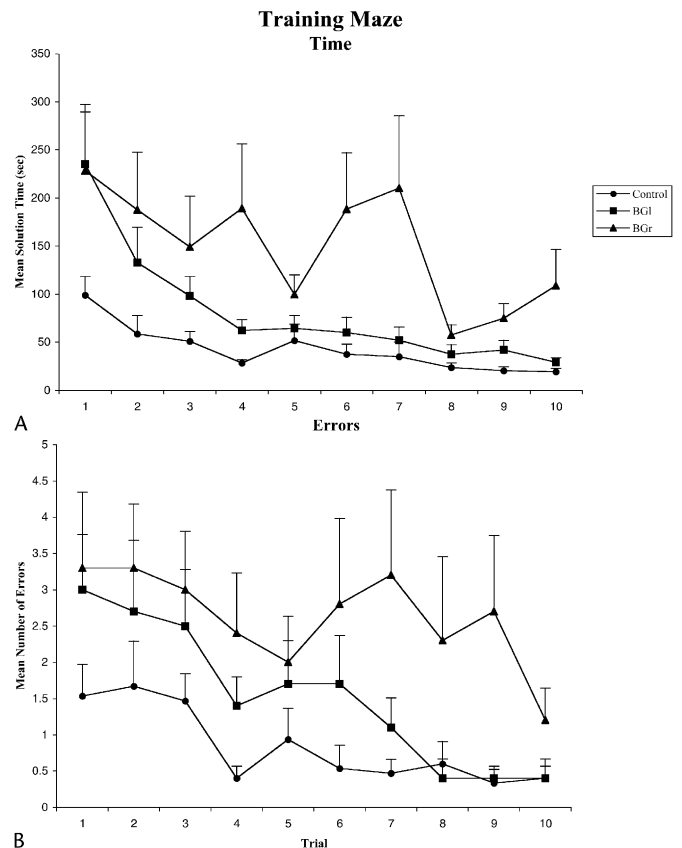 Training Maze
Time
350
300
250
200
150
100
50
0
Mean Solution Time (sec)
1 2 3 4 5 6 7 8 9 10
Control
BGl
BGr
A
Errors
5
4.5
4
3.5
3
2.5
2
1.5
1
0.5
0
Mean Number of Errors
1 2 3 4 5 6 7 8 9 10
B
Trial